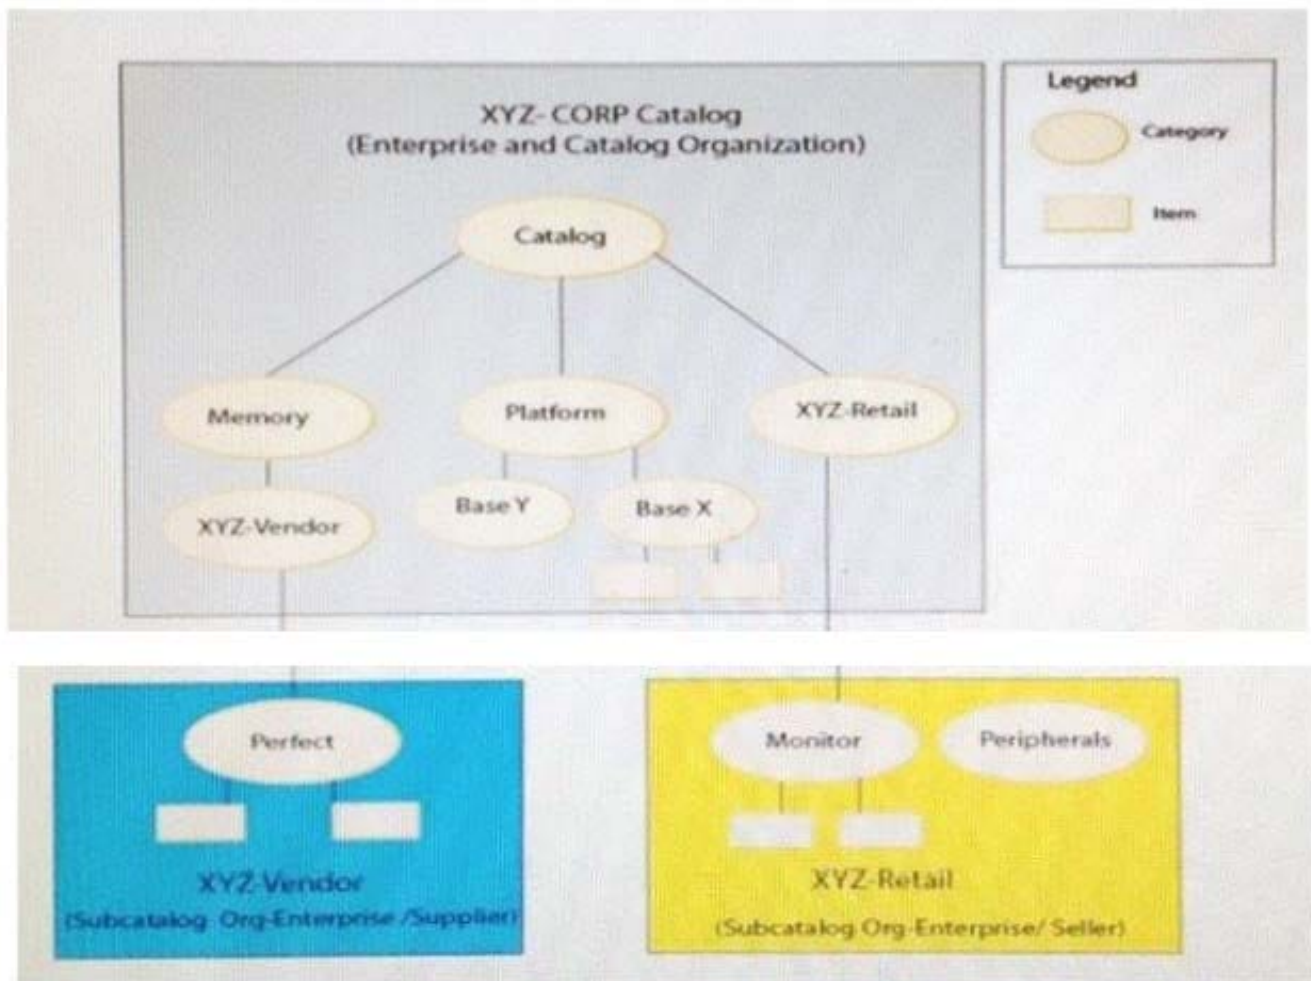 XYZ- CORP Catalog
(Enterprise and Catalog Organization)
Legend
Category
Item
Catalog
Memory
Platform
XYZ-Retail
XYZ-Vendor
Base Y
Base X
Perfect
Monitor
Peripherals
XYZ-Vendor
(Subcatalog Org-Enterprise /Supplier)
XYZ-Retail
(Subcatalog Org-Enterprise/ Seller)